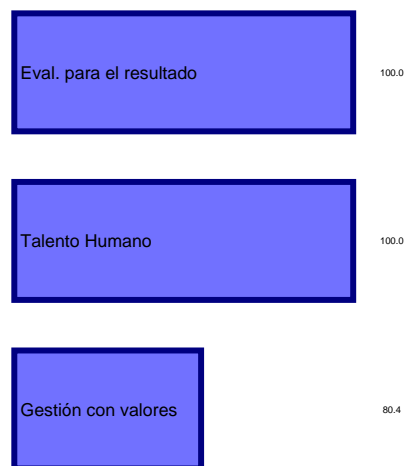 Eval. para el resultado 100.0
Talento Humano 100.0
Gestión con valores 80.4